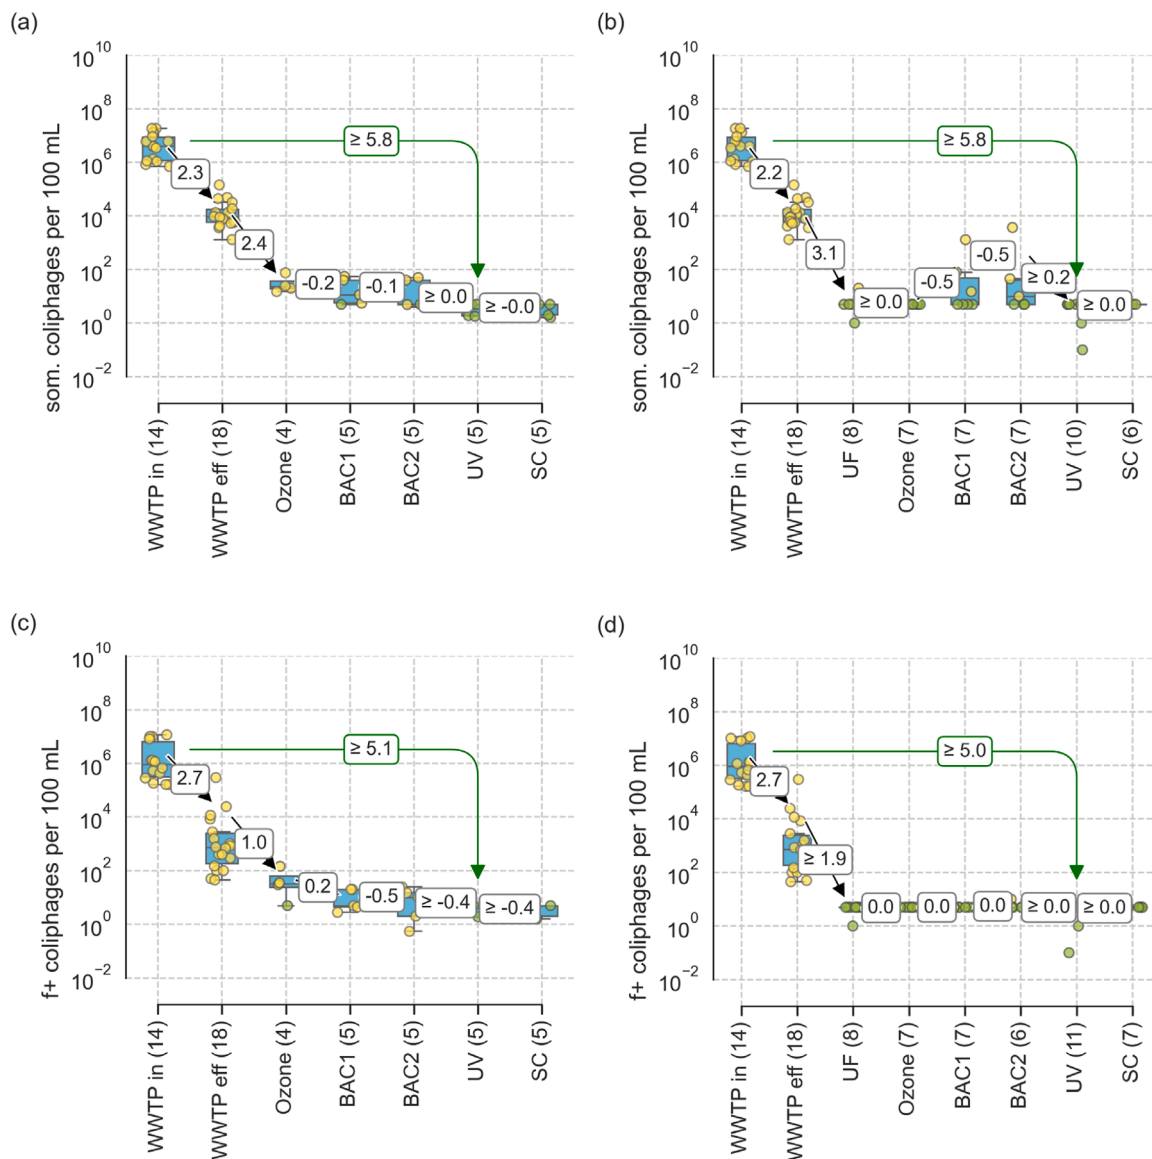 (a)
som. coliphages per 100 mL
10^10
10^8
10^6
10^4
10^2
10^0
10^−2
≥ 5.8
2.3
2.4
-0.2
-0.1
≥ 0.0
≥ -0.0
WWTP in (14)
WWTP eff (18)
Ozone (4)
BAC1 (5)
BAC2 (5)
UV (5)
SC (5)
(b)
som. coliphages per 100 mL
10^10
10^8
10^6
10^4
10^2
10^0
10^−2
≥ 5.8
2.2
3.1
≥ 0.0
-0.5
-0.5
≥ 0.2
≥ 0.0
WWTP in (14)
WWTP eff (18)
UF (8)
Ozone (7)
BAC1 (7)
BAC2 (7)
UV (10)
SC (6)
(c)
f+ coliphages per 100 mL
10^10
10^8
10^6
10^4
10^2
10^0
10^−2
≥ 5.1
2.7
1.0
0.2
-0.5
≥ -0.4
≥ -0.4
WWTP in (14)
WWTP eff (18)
Ozone (4)
BAC1 (5)
BAC2 (5)
UV (5)
SC (5)
(d)
f+ coliphages per 100 mL
10^10
10^8
10^6
10^4
10^2
10^0
10^−2
≥ 5.0
2.7
≥ 1.9
0.0
0.0
0.0
≥ 0.0
≥ 0.0
WWTP in (14)
WWTP eff (18)
UF (8)
Ozone (7)
BAC1 (7)
BAC2 (6)
UV (11)
SC (7)